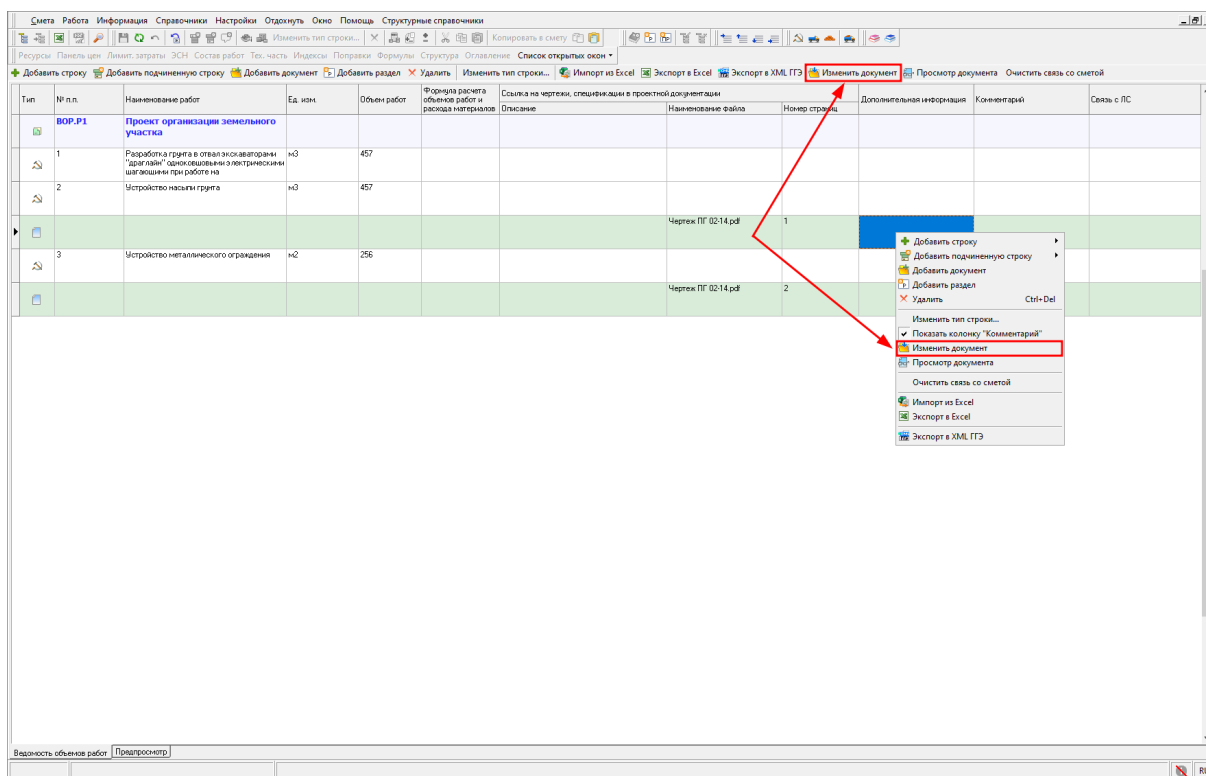 Смета Работа Информация Справочники Настройки Отдохнуть Окно Помощь Структурные справочники
Изменить тип строки... Копировать в смету
Ресурсы Панель цен Лимит. затраты ЭСН Состав работ Тех. часть Индексы Поправки Формулы Структура Оглавление Список открытых окон
Добавить строку Добавить подчиненную строку Добавить документ Добавить раздел Удалить Изменить тип строки... Импорт из Excel Экспорт в Excel Экспорт в XML ГГЭ Изменить документ Просмотр документа Очистить связь со сметой
Тип № п.п. Наименование работ Ед. изм. Объем работ Формула расчета объемов работ и расхода материалов Ссылка на чертежи, спецификации в проектной документации Дополнительная информация Комментарий Связь с ЛС
Описание Наименование файла Номер страниц
ВОР.Р1 Проект организации земельного
участка
1 Разработка грунта в отвал экскаваторами м3 457
"драглайн" одноковшовыми электрическими
шагающими при работе на
2 Устройство насыпи грунта м3 457
Чертеж ПГ 02-14.pdf 1
3 Устройство металлического ограждения м2 256
Чертеж ПГ 02-14.pdf 2
Добавить строку
Добавить подчиненную строку
Добавить документ
Добавить раздел
Удалить Ctrl+Del
Изменить тип строки...
Показать колонку "Комментарий"
Изменить документ
Просмотр документа
Очистить связь со сметой
Импорт из Excel
Экспорт в Excel
Экспорт в XML ГГЭ
Ведомость объемов работ Предпросмотр